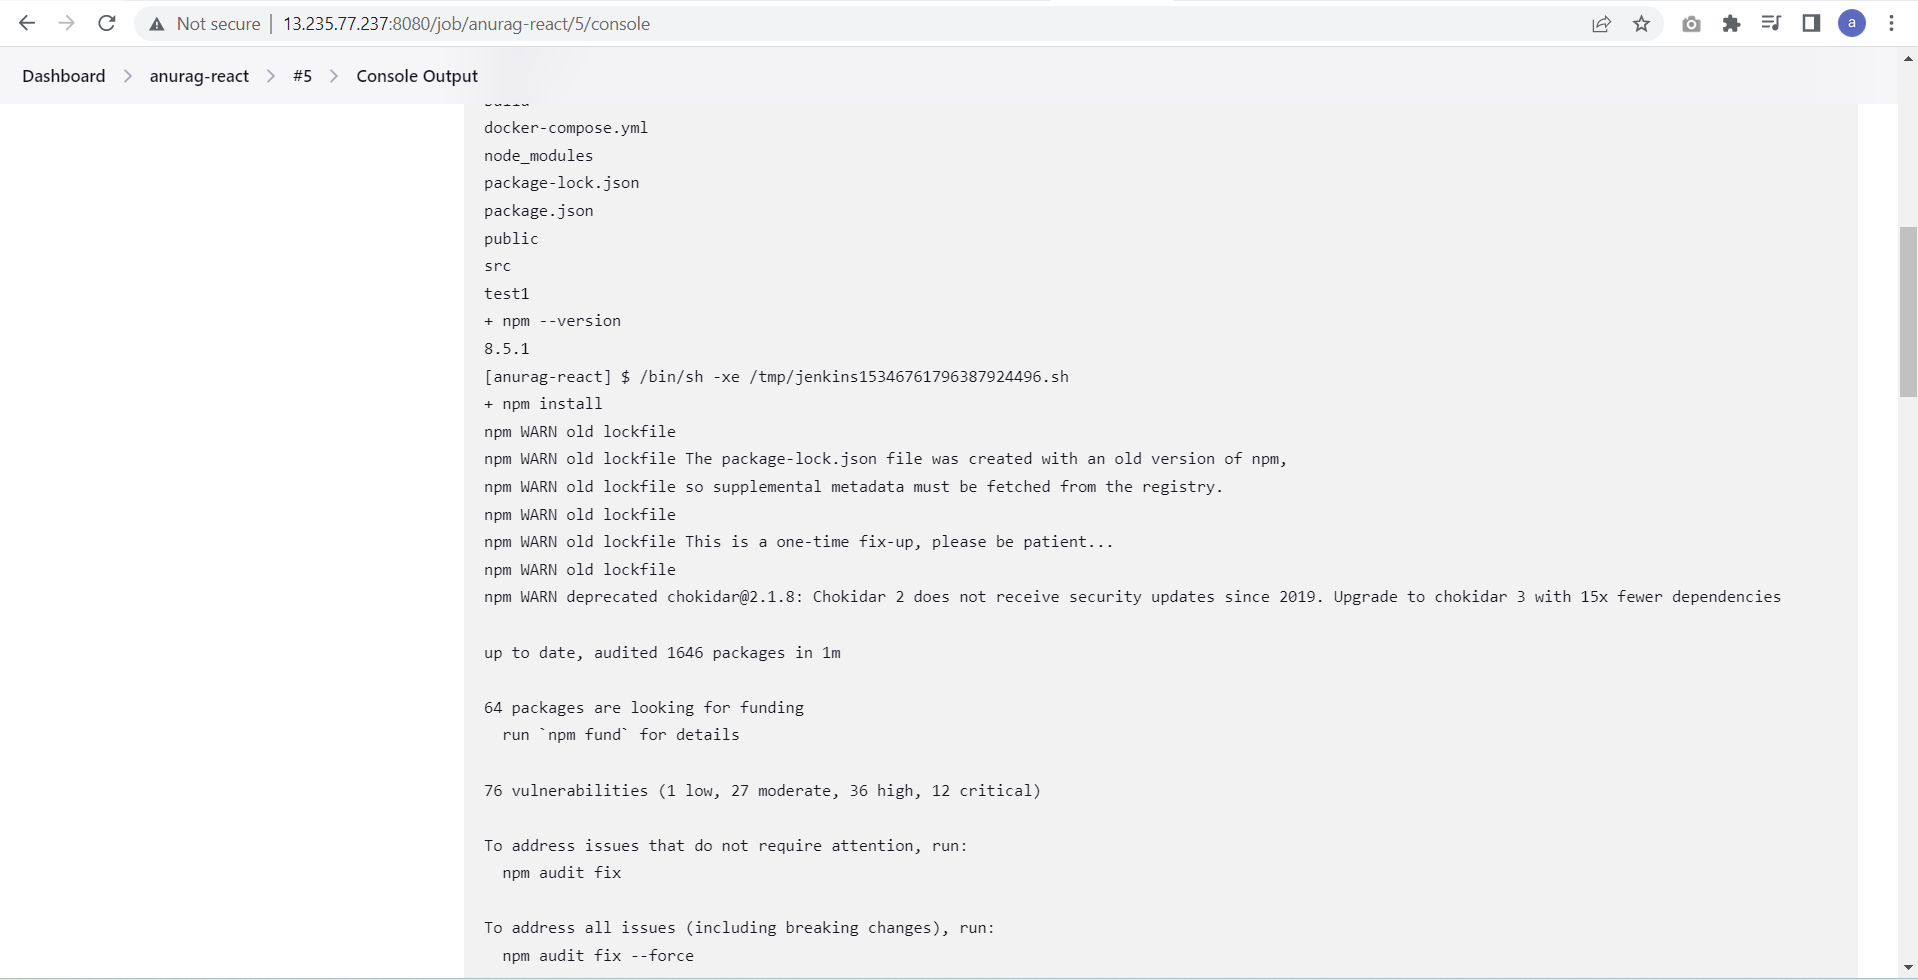 Not secure | 13.235.77.237:8080/job/anurag-react/5/console
a
Dashboard > anurag-react > #5 > Console Output
build
docker-compose.yml
node_modules
package-lock.json
package.json
public
src
test1
+ npm --version
8.5.1
[anurag-react] $ /bin/sh -xe /tmp/jenkins15346761796387924496.sh
+ npm install
npm WARN old lockfile
npm WARN old lockfile The package-lock.json file was created with an old version of npm,
npm WARN old lockfile so supplemental metadata must be fetched from the registry.
npm WARN old lockfile
npm WARN old lockfile This is a one-time fix-up, please be patient...
npm WARN old lockfile
npm WARN deprecated chokidar@2.1.8: Chokidar 2 does not receive security updates since 2019. Upgrade to chokidar 3 with 15x fewer dependencies
up to date, audited 1646 packages in 1m
64 packages are looking for funding
run `npm fund` for details
76 vulnerabilities (1 low, 27 moderate, 36 high, 12 critical)
To address issues that do not require attention, run:
npm audit fix
To address all issues (including breaking changes), run:
npm audit fix --force